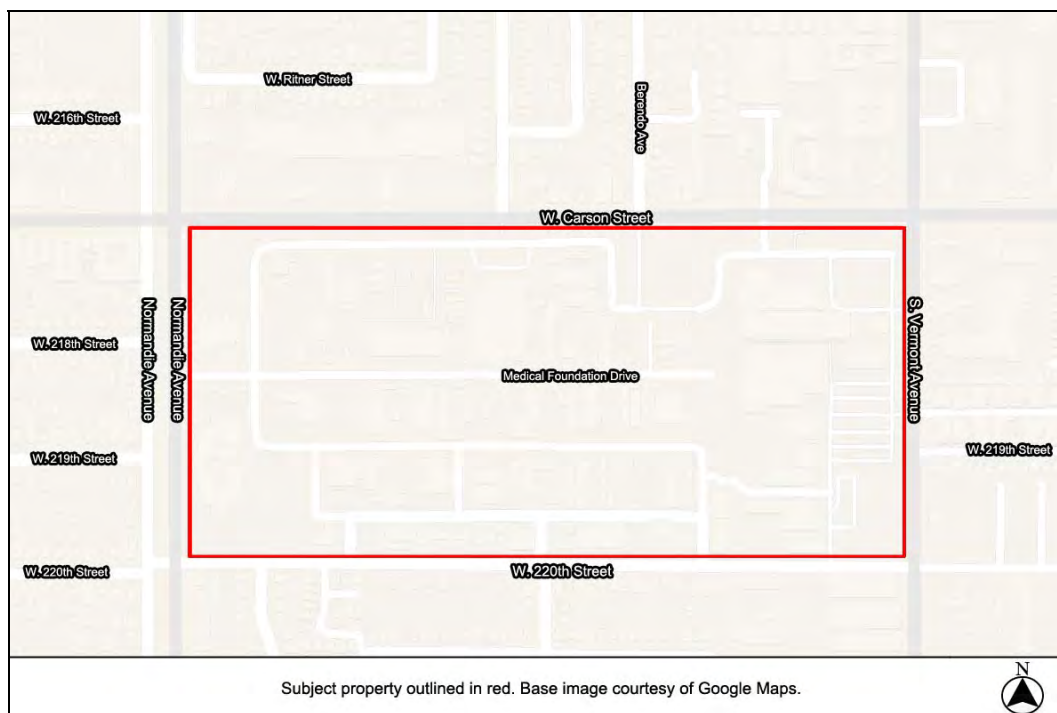 W. Ritner Street
W. 216th Street
Berendo Ave
W. Carson Street
Normandie Avenue
Normandie Avenue
S. Vermont Avenue
W. 218th Street
Medical Foundation Drive
W. 219th Street
W. 219th Street
W. 220th Street
W. 220th Street
Subject property outlined in red. Base image courtesy of Google Maps.
N